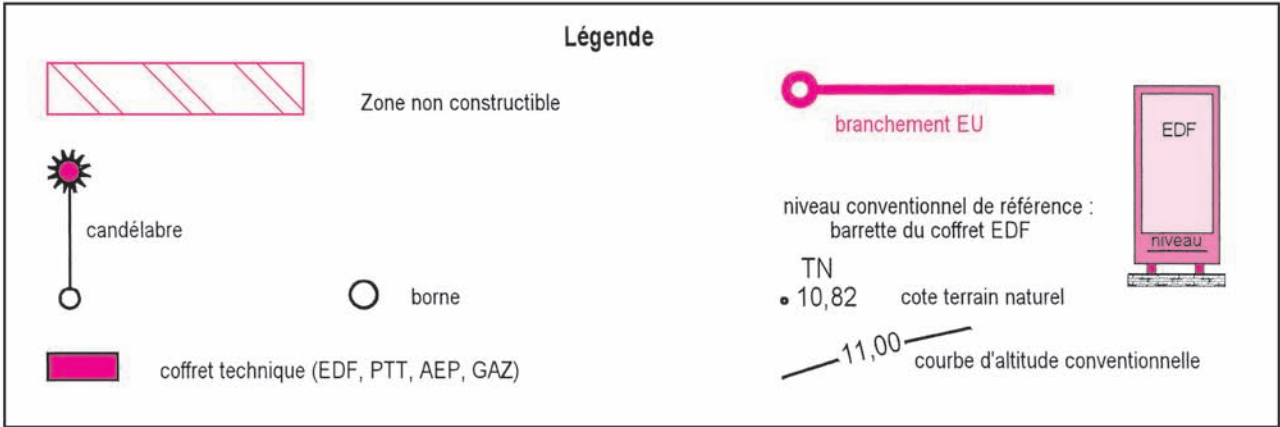 Légende
Zone non constructible
candélabre
borne
coffret technique (EDF, PTT, AEP, GAZ)
branchement EU
EDF
niveau
niveau conventionnel de référence :
barrette du coffret EDF
TN
10,82
cote terrain naturel
11,00
courbe d'altitude conventionnelle